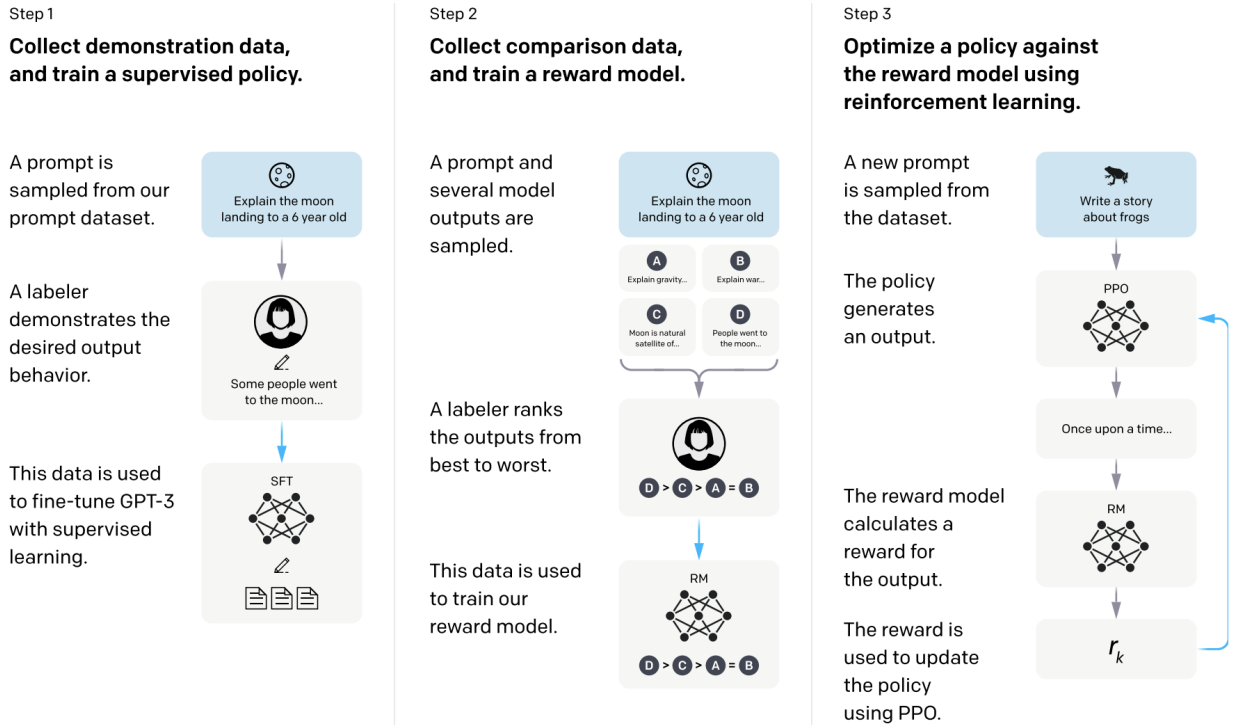 Step 1
Collect demonstration data,
and train a supervised policy.
A prompt is
sampled from our
prompt dataset.
Explain the moon
landing to a 6 year old
A labeler
demonstrates the
desired output
behavior.
Some people went
to the moon...
This data is used
to fine-tune GPT-3
with supervised
learning.
SFT
Step 2
Collect comparison data,
and train a reward model.
A prompt and
several model
outputs are
sampled.
Explain the moon
landing to a 6 year old
A
Explain gravity...
B
Explain war...
C
Moon is natural
satellite of...
D
People went to
the moon...
A labeler ranks
the outputs from
best to worst.
D > C > A = B
This data is used
to train our
reward model.
RM
D > C > A = B
Step 3
Optimize a policy against
the reward model using
reinforcement learning.
A new prompt
is sampled from
the dataset.
Write a story
about frogs
The policy
generates
an output.
PPO
Once upon a time...
The reward model
calculates a
reward for
the output.
RM
The reward is
used to update
the policy
using PPO.
r_k